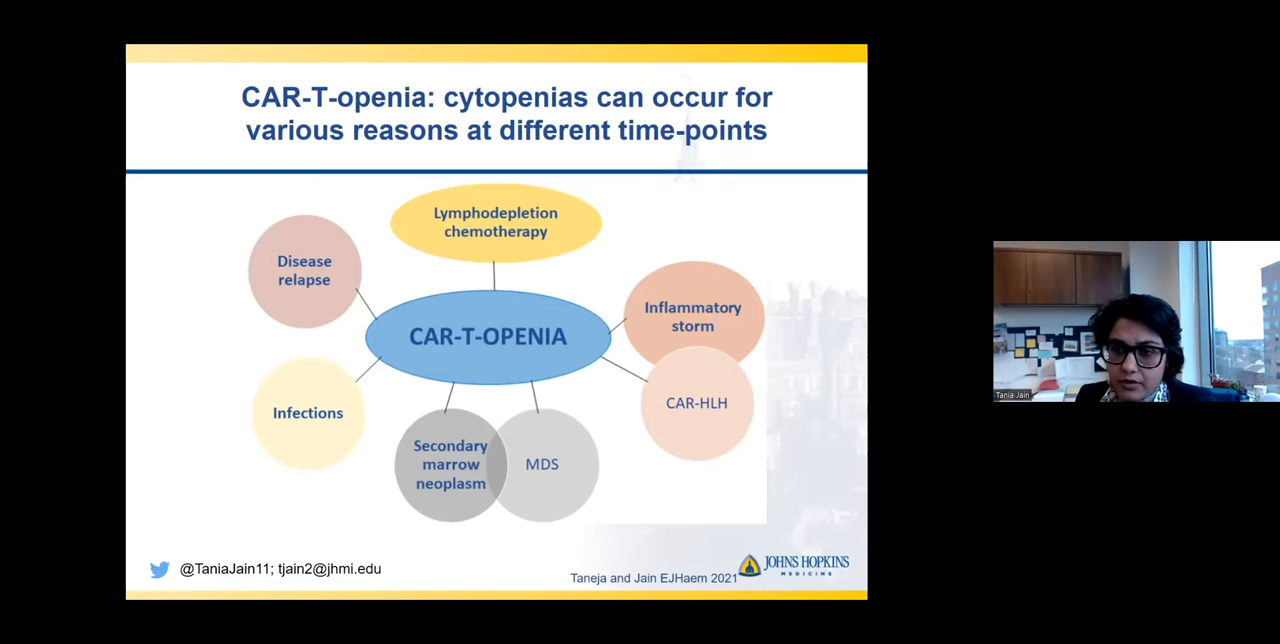 CAR-T-openia: cytopenias can occur for
various reasons at different time-points
Lymphodepletion
chemotherapy
Disease
relapse
Inflammatory
storm
CAR-T-OPENIA
CAR-HLH
Infections
Secondary
marrow
neoplasm
MDS
@TaniaJain11; tjain2@jhmi.edu
Taneja and Jain EJHaem 2021
JOHNS HOPKINS
MEDICINE
Tania Jain